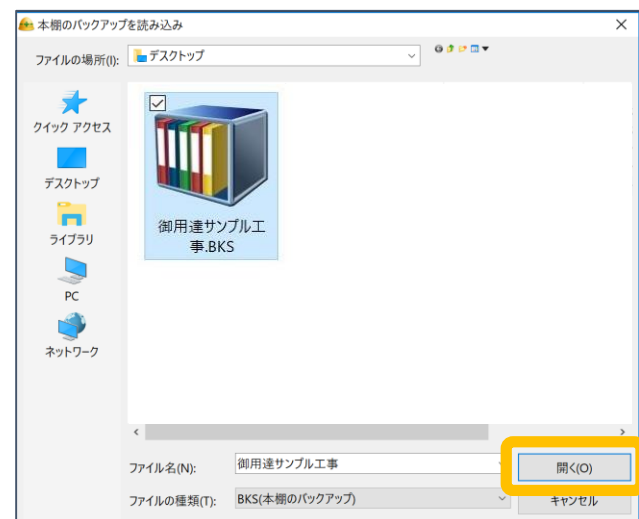 本棚のバックアップを読み込み
ファイルの場所(I):
デスクトップ
クイック アクセス
デスクトップ
ライブラリ
PC
ネットワーク
御用達サンプル工
事.BKS
ファイル名(N):
御用達サンプル工事
開く(O)
ファイルの種類(T):
BKS(本棚のバックアップ)
キャンセル